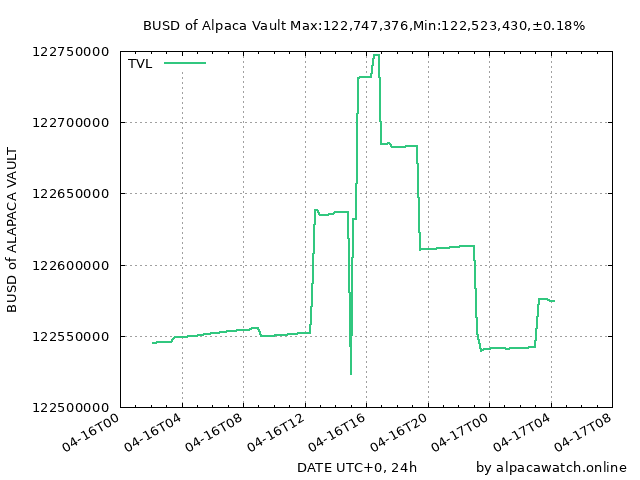 BUSD of Alpaca Vault Max:122,747,376,Min:122,523,430,±0.18%
122750000
TVL
122700000
122650000
122600000
122550000
122500000
BUSD of ALAPACA VAULT
04-16T00
04-16T04
04-16T08
04-16T12
04-16T16
04-16T20
04-17T00
04-17T04
04-17T08
DATE UTC+0, 24h
by alpacawatch.online